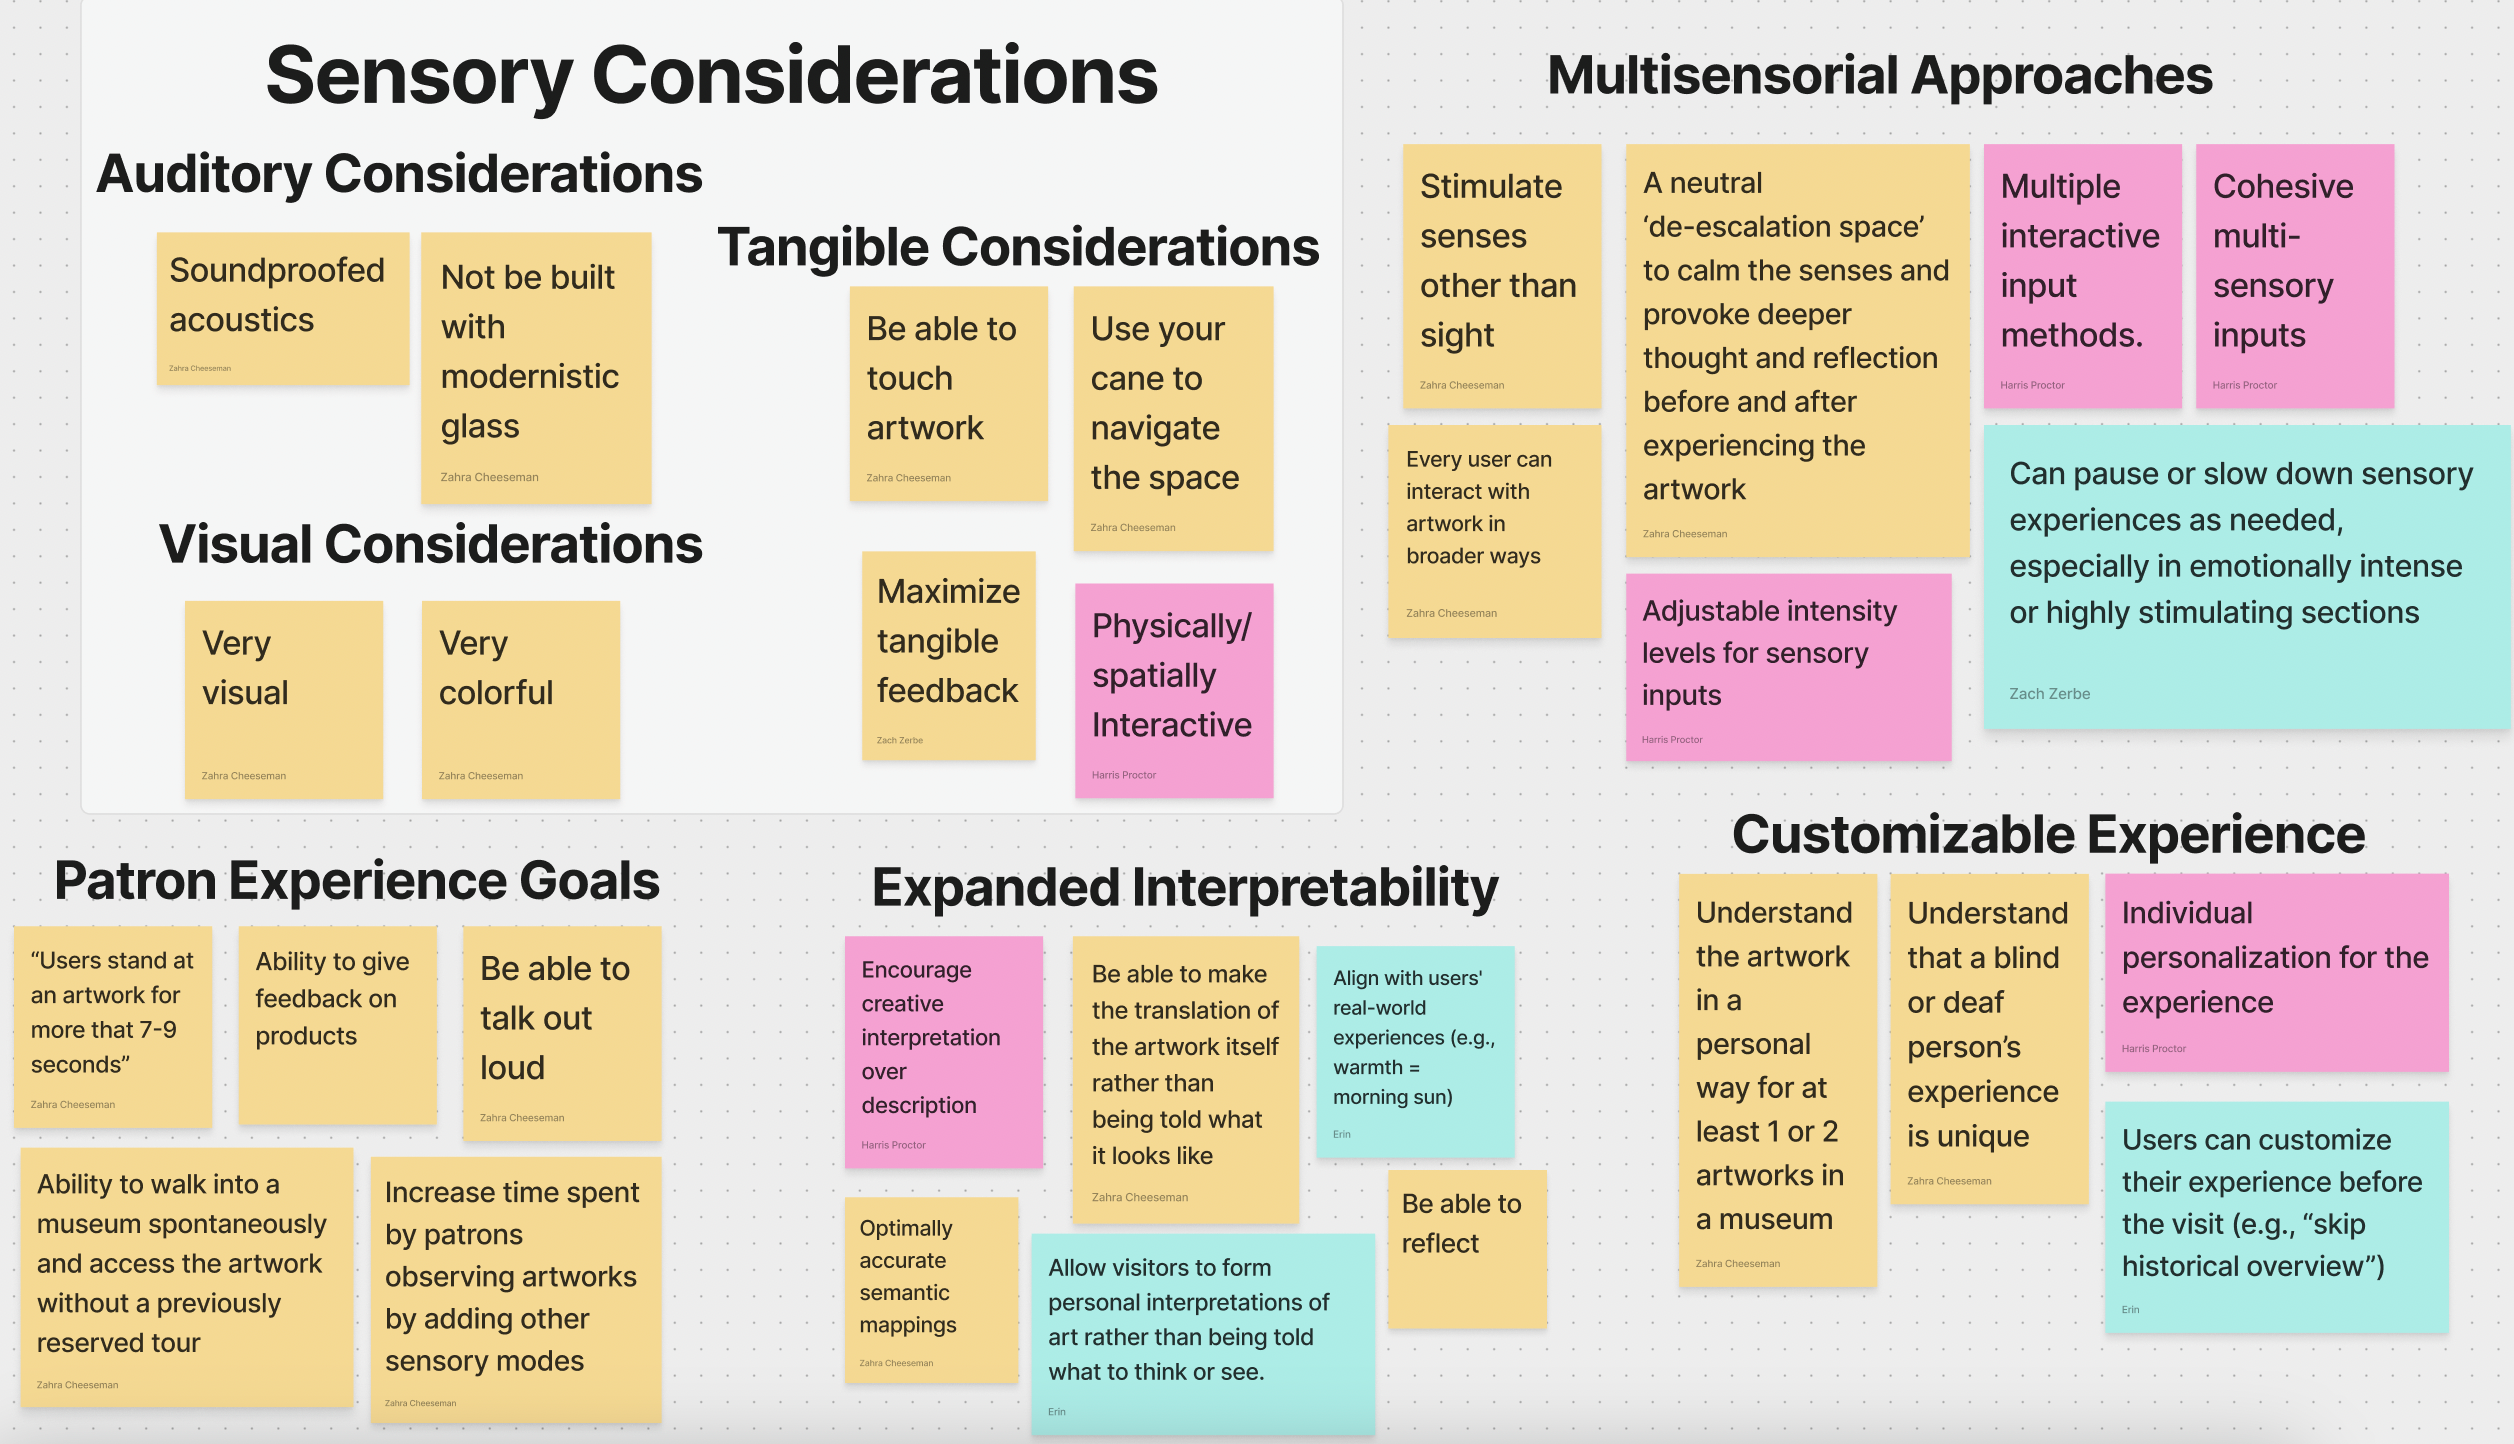 Sensory Considerations
Auditory Considerations
Soundproofed
acoustics
Zahra Cheeseman
Not be built
with
modernistic
glass
Zahra Cheeseman
Visual Considerations
Very
visual
Zahra Cheeseman
Very
colorful
Zahra Cheeseman
Tangible Considerations
Be able to
touch
artwork
Zahra Cheeseman
Use your
cane to
navigate
the space
Zahra Cheeseman
Maximize
tangible
feedback
Zach Zerbe
Physically/
spatially
Interactive
Harris Proctor
Multisensorial Approaches
Stimulate
senses
other than
sight
Zahra Cheeseman
A neutral
‘de-escalation space’
to calm the senses and
provoke deeper
thought and reflection
before and after
experiencing the
artwork
Zahra Cheeseman
Multiple
interactive
input
methods.
Harris Proctor
Cohesive
multi-
sensory
inputs
Harris Proctor
Every user can
interact with
artwork in
broader ways
Zahra Cheeseman
Adjustable intensity
levels for sensory
inputs
Harris Proctor
Can pause or slow down sensory
experiences as needed,
especially in emotionally intense
or highly stimulating sections
Zach Zerbe
Patron Experience Goals
“Users stand at
an artwork for
more that 7-9
seconds”
Zahra Cheeseman
Ability to give
feedback on
products
Zahra Cheeseman
Be able to
talk out
loud
Zahra Cheeseman
Ability to walk into a
museum spontaneously
and access the artwork
without a previously
reserved tour
Zahra Cheeseman
Increase time spent
by patrons
observing artworks
by adding other
sensory modes
Zahra Cheeseman
Expanded Interpretability
Encourage
creative
interpretation
over
description
Harris Proctor
Be able to make
the translation of
the artwork itself
rather than
being told what
it looks like
Zahra Cheeseman
Align with users'
real-world
experiences (e.g.,
warmth =
morning sun)
Erin
Optimally
accurate
semantic
mappings
Zahra Cheeseman
Allow visitors to form
personal interpretations of
art rather than being told
what to think or see.
Erin
Be able to
reflect
Customizable Experience
Understand
the artwork
in a
personal
way for at
least 1 or 2
artworks in
a museum
Zahra Cheeseman
Understand
that a blind
or deaf
person’s
experience
is unique
Zahra Cheeseman
Individual
personalization for the
experience
Harris Proctor
Users can customize
their experience before
the visit (e.g., “skip
historical overview”)
Erin